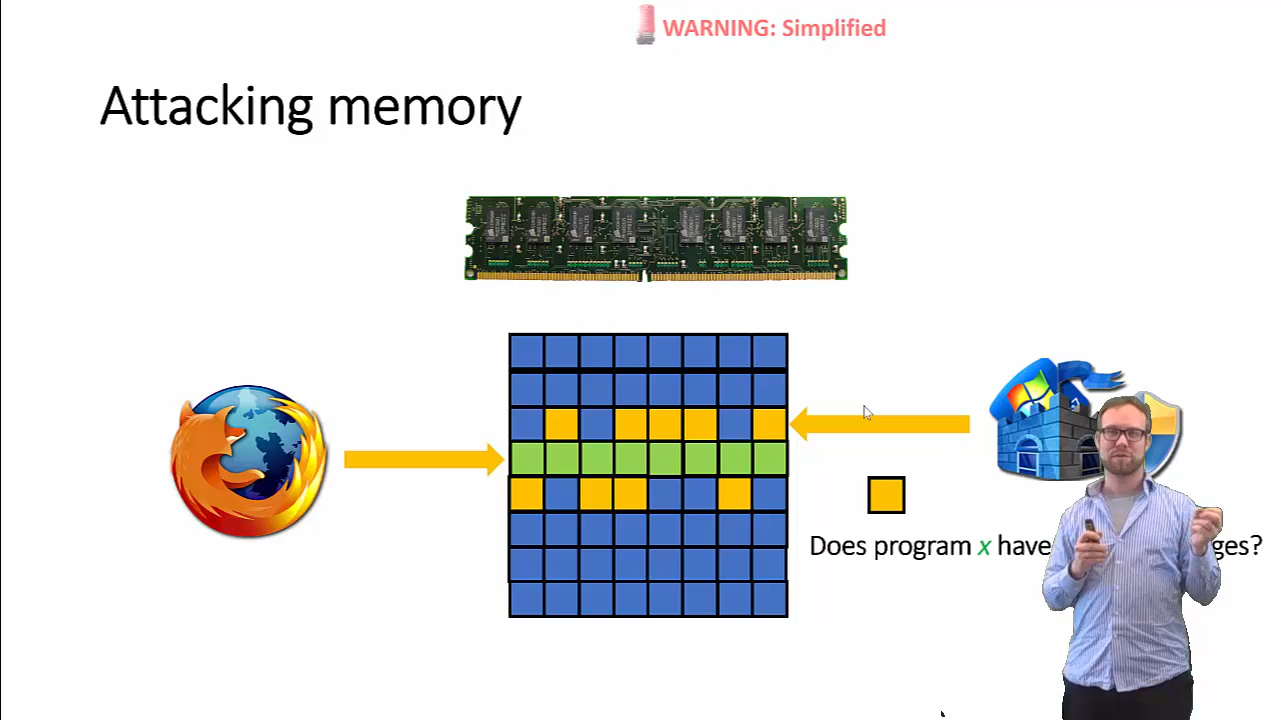 WARNING: Simplified
Attacking memory
Does program x have ges?